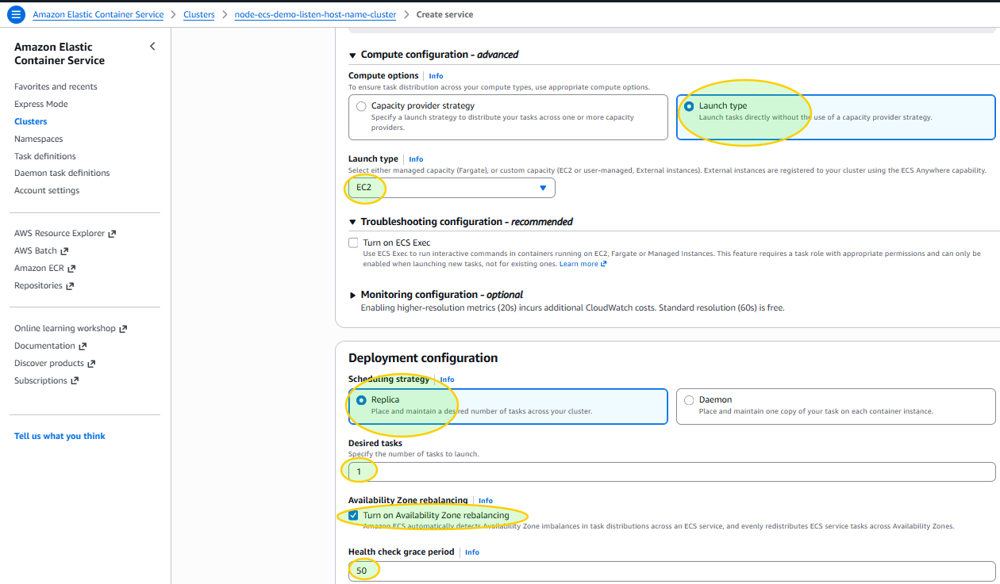 Amazon Elastic Container Service > Clusters > node-ecs-demo-listen-host-name-cluster > Create service
Amazon Elastic
Container Service
Favorites and recents
Express Mode
Clusters
Namespaces
Task definitions
Daemon task definitions
Account settings
AWS Resource Explorer
AWS Batch
Amazon ECR
Repositories
Online learning workshop
Documentation
Discover products
Subscriptions
Tell us what you think
Compute configuration - advanced
Compute options Info
To ensure task distribution across your compute types, use appropriate compute options.
Capacity provider strategy
Specify a launch strategy to distribute your tasks across one or more capacity
providers.
Launch type
Launch tasks directly without the use of a capacity provider strategy.
Launch type Info
Select either managed capacity (Fargate), or custom capacity (EC2 or user-managed, External instances). External instances are registered to your cluster using the ECS Anywhere capability.
EC2
Troubleshooting configuration - recommended
Turn on ECS Exec
Use ECS Exec to run interactive commands in containers running on EC2, Fargate or Managed Instances. This feature requires a task role with appropriate permissions and can only be
enabled when launching new tasks, not for existing ones. Learn more
Monitoring configuration - optional
Enabling higher-resolution metrics (20s) incurs additional CloudWatch costs. Standard resolution (60s) is free.
Deployment configuration
Scheduling strategy Info
Replica
Place and maintain a desired number of tasks across your cluster.
Daemon
Place and maintain one copy of your task on each container instance.
Desired tasks
Specify the number of tasks to launch.
1
Availability Zone rebalancing Info
Turn on Availability Zone rebalancing
Amazon ECS automatically detects Availability Zone imbalances in task distributions across an ECS service, and evenly redistributes ECS service tasks across Availability Zones.
Health check grace period Info
50